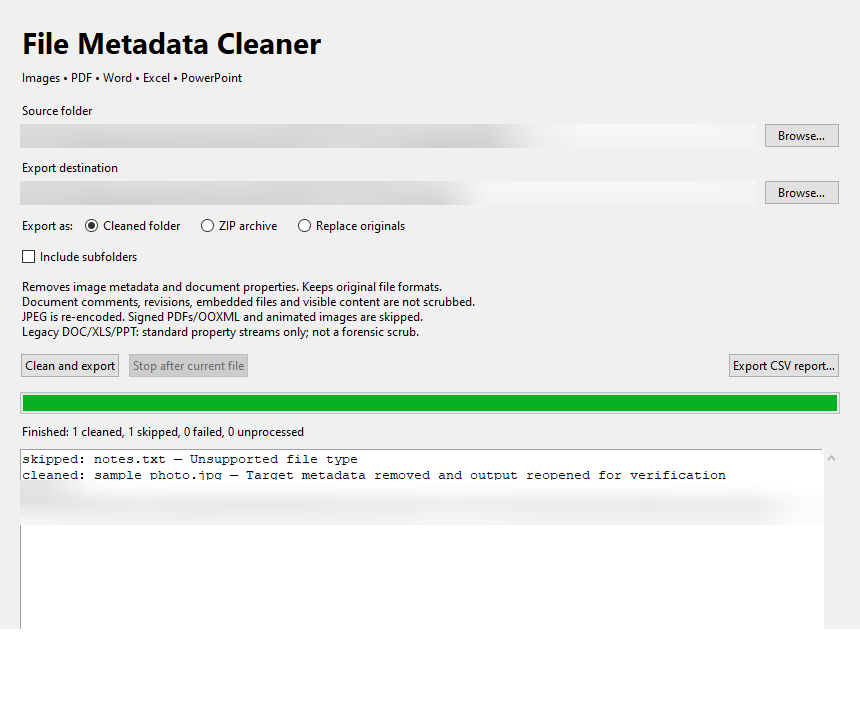 File Metadata Cleaner
Images • PDF • Word • Excel • PowerPoint
Source folder
Browse...
Export destination
Browse...
Export as: Cleaned folder ZIP archive Replace originals
Include subfolders
Removes image metadata and document properties. Keeps original file formats.
Document comments, revisions, embedded files and visible content are not scrubbed.
JPEG is re-encoded. Signed PDFs/OOXML and animated images are skipped.
Legacy DOC/XLS/PPT: standard property streams only; not a forensic scrub.
Clean and export Stop after current file Export CSV report...
Finished: 1 cleaned, 1 skipped, 0 failed, 0 unprocessed
skipped: notes.txt — Unsupported file type
cleaned: sample photo.jpg — Target metadata removed and output reopened for verification